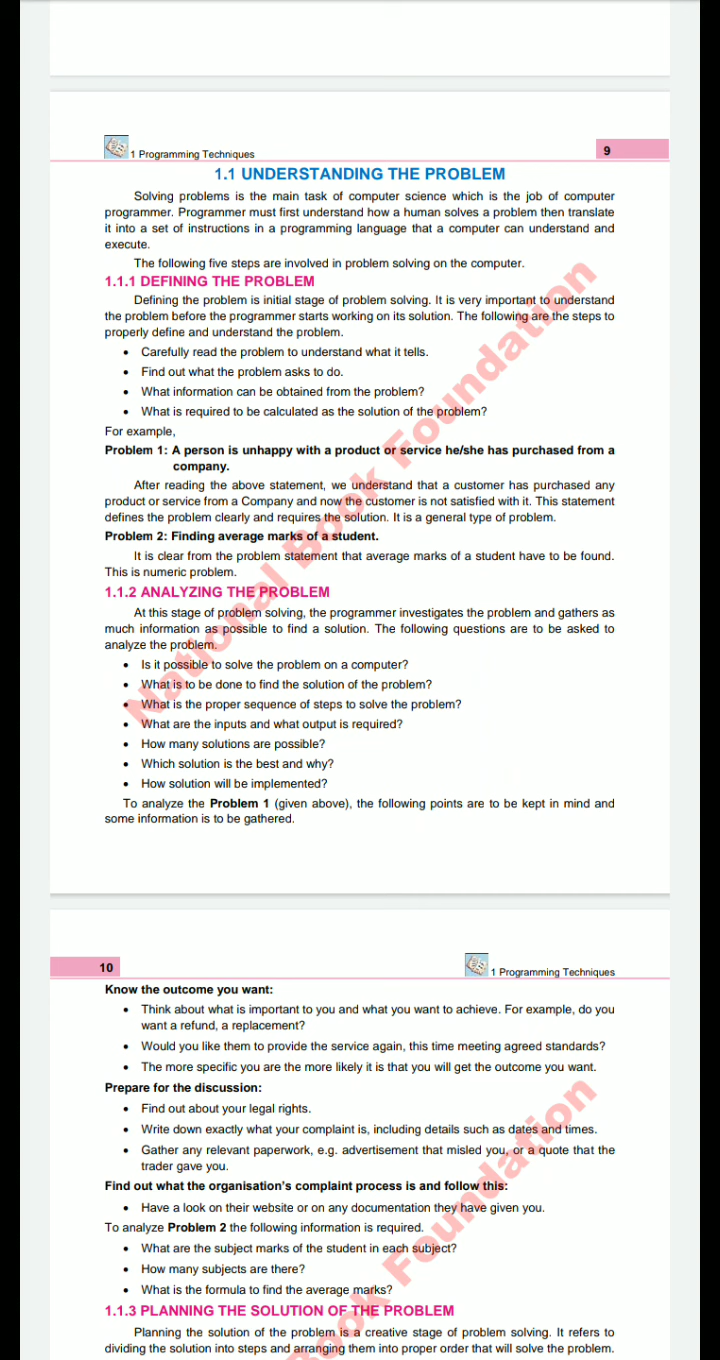 1 Programming Techniques
9
1.1 UNDERSTANDING THE PROBLEM
Solving problems is the main task of computer science which is the job of computer
programmer. Programmer must first understand how a human solves a problem then translate
it into a set of instructions in a programming language that a computer can understand and
execute.
The following five steps are involved in problem solving on the computer.
1.1.1 DEFINING THE PROBLEM
Defining the problem is initial stage of problem solving. It is very important to understand
the problem before the programmer starts working on its solution. The following are the steps to
properly define and understand the problem.
• Carefully read the problem to understand what it tells.
• Find out what the problem asks to do.
• What information can be obtained from the problem?
• What is required to be calculated as the solution of the problem?
For example,
Problem 1: A person is unhappy with a product or service he/she has purchased from a
company.
After reading the above statement, we understand that a customer has purchased any
product or service from a Company and now the customer is not satisfied with it. This statement
defines the problem clearly and requires the solution. It is a general type of problem.
Problem 2: Finding average marks of a student.
It is clear from the problem statement that average marks of a student have to be found.
This is numeric problem.
1.1.2 ANALYZING THE PROBLEM
At this stage of problem solving, the programmer investigates the problem and gathers as
much information as possible to find a solution. The following questions are to be asked to
analyze the problem.
• Is it possible to solve the problem on a computer?
• What is to be done to find the solution of the problem?
• What is the proper sequence of steps to solve the problem?
• What are the inputs and what output is required?
• How many solutions are possible?
• Which solution is the best and why?
• How solution will be implemented?
To analyze the Problem 1 (given above), the following points are to be kept in mind and
some information is to be gathered.
National Book Foundation
10
1 Programming Techniques
Know the outcome you want:
• Think about what is important to you and what you want to achieve. For example, do you
want a refund, a replacement?
• Would you like them to provide the service again, this time meeting agreed standards?
• The more specific you are the more likely it is that you will get the outcome you want.
Prepare for the discussion:
• Find out about your legal rights.
• Write down exactly what your complaint is, including details such as dates and times.
• Gather any relevant paperwork, e.g. advertisement that misled you, or a quote that the
trader gave you.
Find out what the organisation's complaint process is and follow this:
• Have a look on their website or on any documentation they have given you.
To analyze Problem 2 the following information is required.
• What are the subject marks of the student in each subject?
• How many subjects are there?
• What is the formula to find the average marks?
1.1.3 PLANNING THE SOLUTION OF THE PROBLEM
Planning the solution of the problem is a creative stage of problem solving. It refers to
dividing the solution into steps and arranging them into proper order that will solve the problem.
Book Foundation